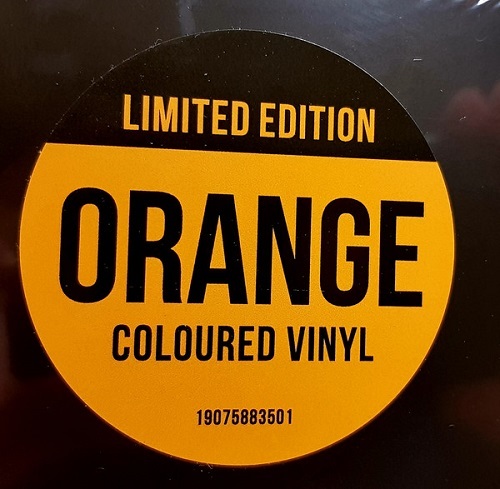 LIMITED EDITION
ORANGE
COLOURED VINYL
19075883501